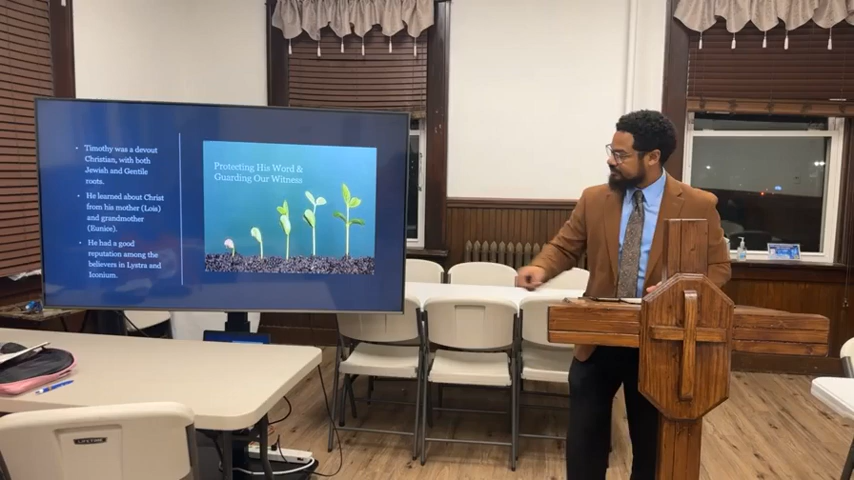 • Timothy was a devout
Christian, with both
Jewish and Gentile
roots.
• He learned about Christ
from his mother (Lois)
and grandmother
(Eunice).
• He had a good
reputation among the
believers in Lystra and
Iconium.
Protecting His Word &
Guarding Our Witness
LIFETIME